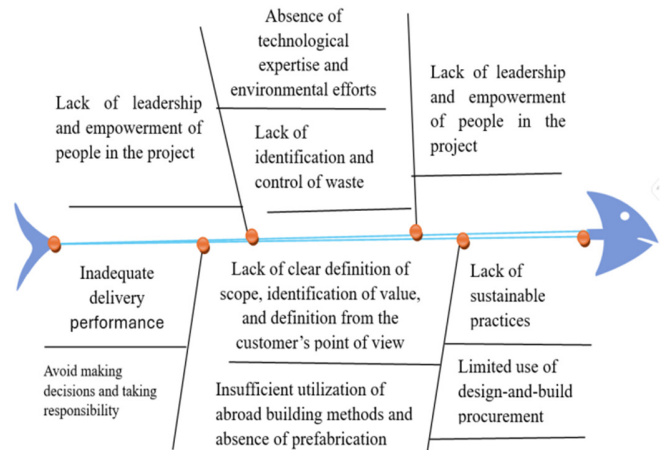 Absence of
technological
expertise and
environmental efforts
Lack of leadership
and empowerment of
people in the project
Lack of
identification and
control of waste
Lack of leadership
and empowerment
of people in the
project
Inadequate
delivery
performance
Avoid making
decisions and taking
responsibility
Lack of clear definition of
scope, identification of value,
and definition from the
customer's point of view
Insufficient utilization of
abroad building methods and
absence of prefabrication
Lack of
sustainable
practices
Limited use of
design-and-build
procurement